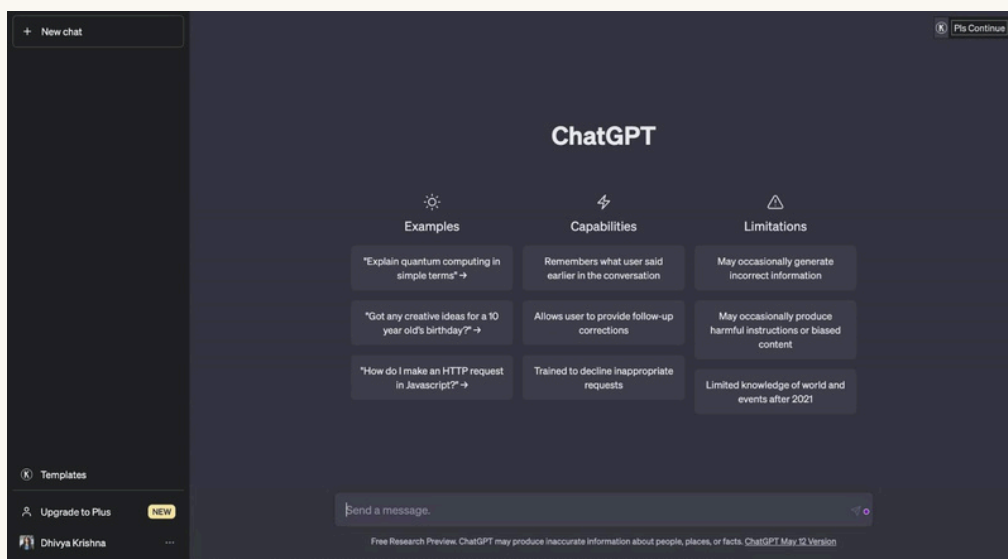 + New chat
K Pls Continue
ChatGPT
Examples
Capabilities
Limitations
"Explain quantum computing in
simple terms" →
Remembers what user said
earlier in the conversation
May occasionally generate
incorrect information
"Got any creative ideas for a 10
year old's birthday?" →
Allows user to provide follow-up
corrections
May occasionally produce
harmful instructions or biased
content
"How do I make an HTTP request
in Javascript?" →
Trained to decline inappropriate
requests
Limited knowledge of world and
events after 2021
K Templates
Upgrade to Plus NEW
Dhivya Krishna ...
Send a message.
Free Research Preview. ChatGPT may produce inaccurate information about people, places, or facts. ChatGPT May 12 Version